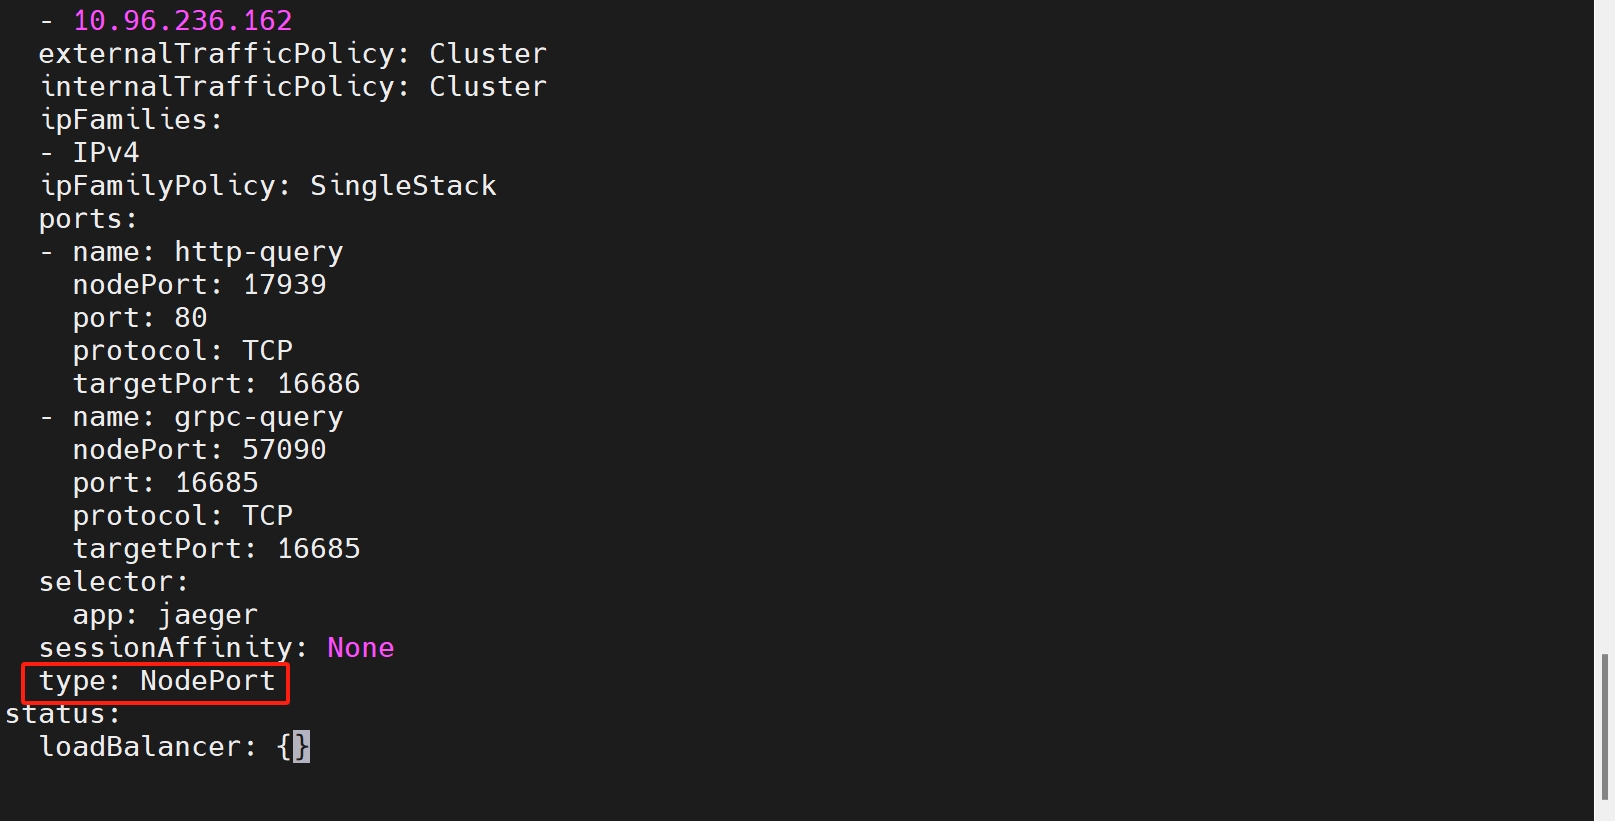 - 10.96.236.162
externalTrafficPolicy: Cluster
internalTrafficPolicy: Cluster
ipFamilies:
- IPv4
ipFamilyPolicy: SingleStack
ports:
- name: http-query
nodePort: 17939
port: 80
protocol: TCP
targetPort: 16686
- name: grpc-query
nodePort: 57090
port: 16685
protocol: TCP
targetPort: 16685
selector:
app: jaeger
sessionAffinity: None
type: NodePort
status:
loadBalancer: {}